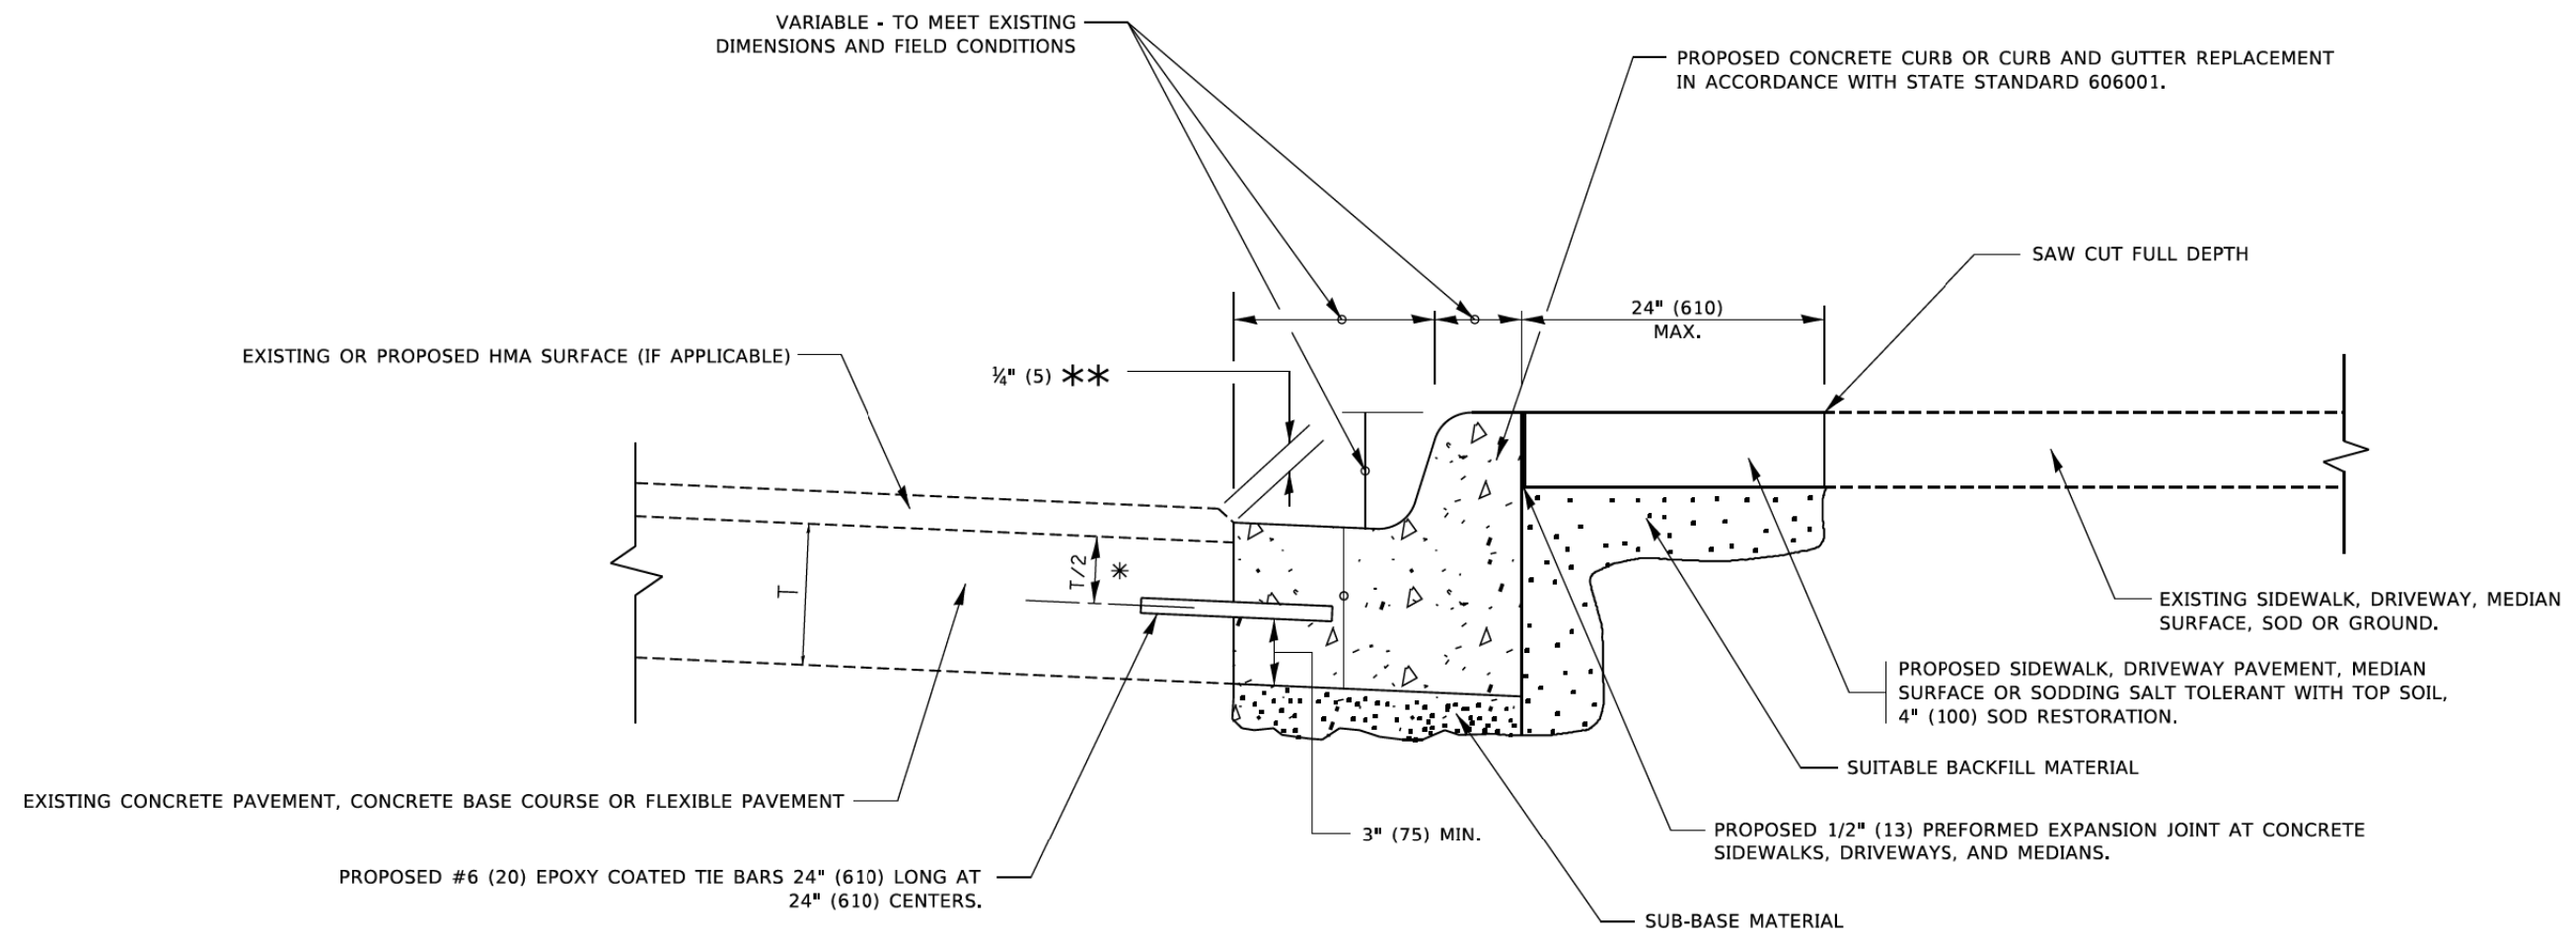 VARIABLE - TO MEET EXISTING
DIMENSIONS AND FIELD CONDITIONS
PROPOSED CONCRETE CURB OR CURB AND GUTTER REPLACEMENT
IN ACCORDANCE WITH STATE STANDARD 606001.
SAW CUT FULL DEPTH
24" (610)
MAX.
EXISTING OR PROPOSED HMA SURFACE (IF APPLICABLE)
¼" (5) **
T/2 *
T
EXISTING SIDEWALK, DRIVEWAY, MEDIAN
SURFACE, SOD OR GROUND.
PROPOSED SIDEWALK, DRIVEWAY PAVEMENT, MEDIAN
SURFACE OR SODDING SALT TOLERANT WITH TOP SOIL,
4" (100) SOD RESTORATION.
SUITABLE BACKFILL MATERIAL
EXISTING CONCRETE PAVEMENT, CONCRETE BASE COURSE OR FLEXIBLE PAVEMENT
3" (75) MIN.
PROPOSED 1/2" (13) PREFORMED EXPANSION JOINT AT CONCRETE
SIDEWALKS, DRIVEWAYS, AND MEDIANS.
PROPOSED #6 (20) EPOXY COATED TIE BARS 24" (610) LONG AT
24" (610) CENTERS.
SUB-BASE MATERIAL